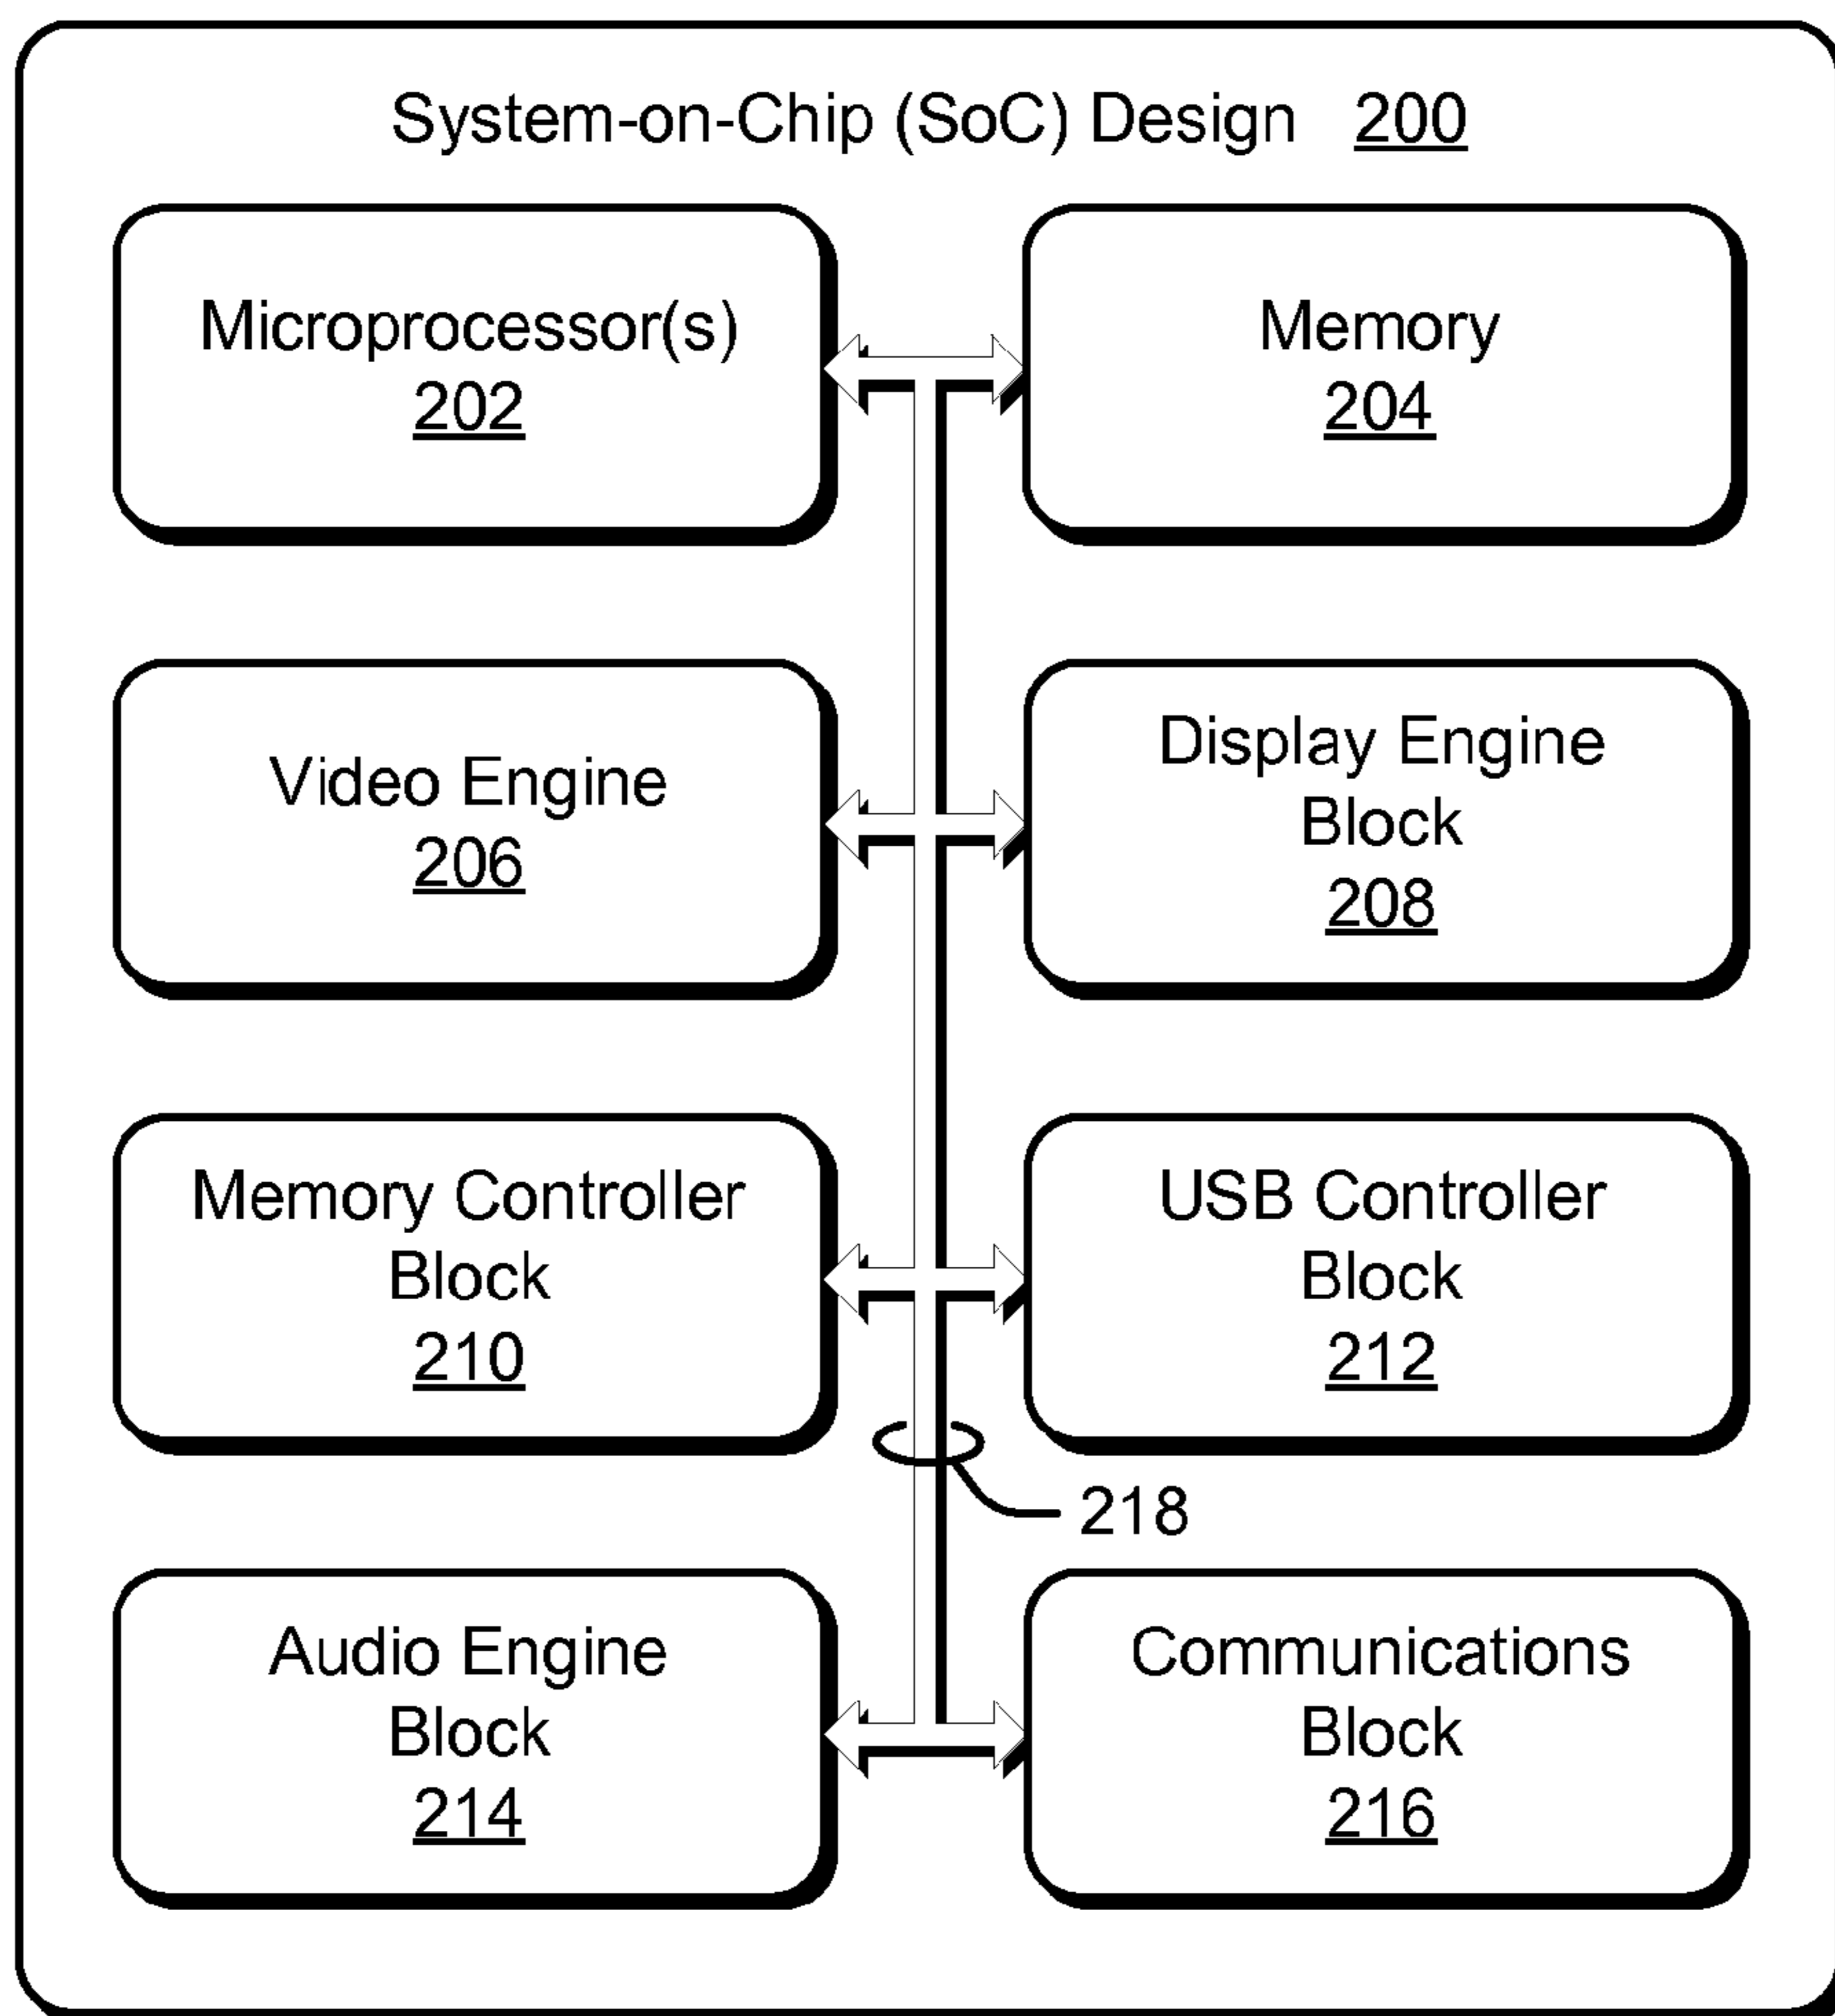 System-on-Chip (SoC) Design 200
Microprocessor(s)
202
Memory
204
Video Engine
206
Display Engine
Block
208
Memory Controller
Block
210
USB Controller
Block
212
218
Audio Engine
Block
214
Communications
Block
216